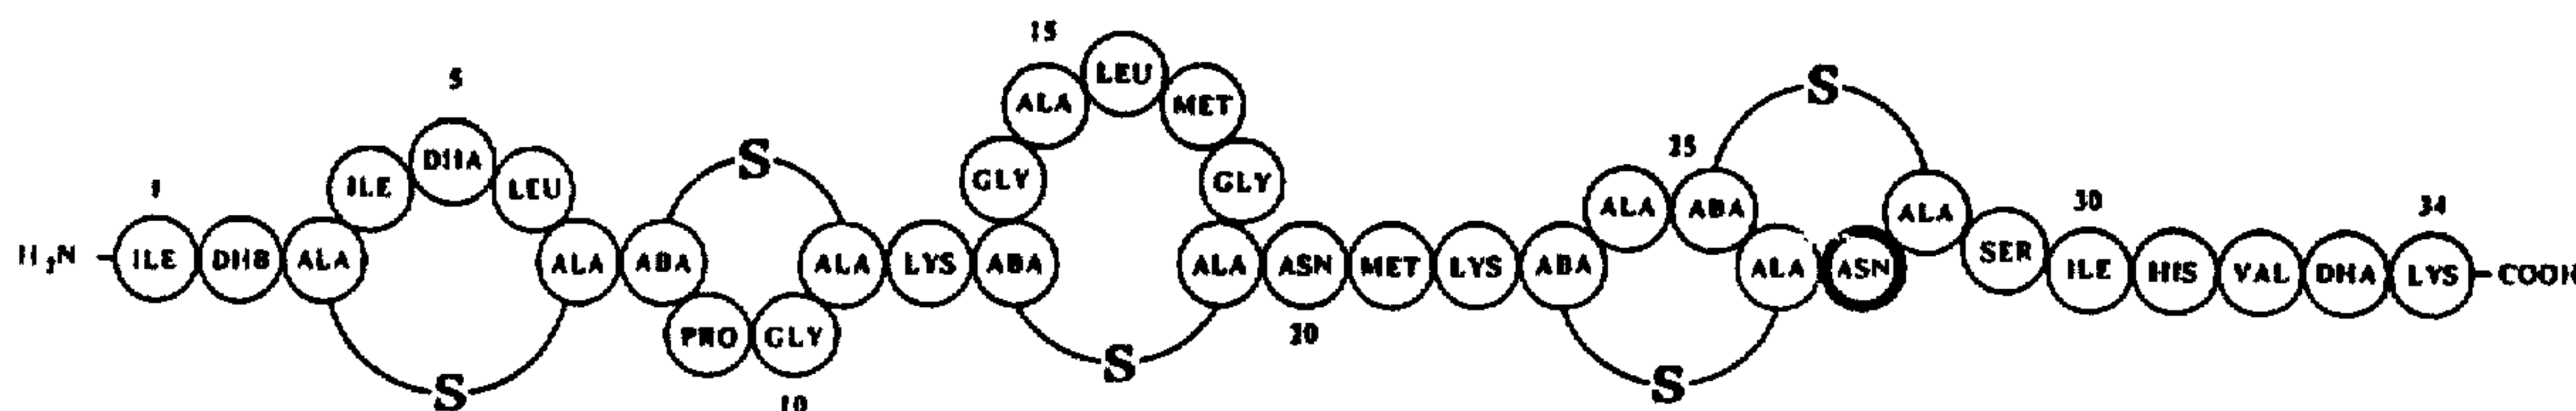 1 5 10 15 20 25 30 34
H₂N - ILE DHB ALA ILE DHA LEU ALA ABA PRO GLY ALA LYS ABA GLY ALA LEU MET GLY ALA ASN MET LYS ABA ALA ABA ALA ASN ALA SER ILE HIS VAL DHA LYS - COOH
S S S S S